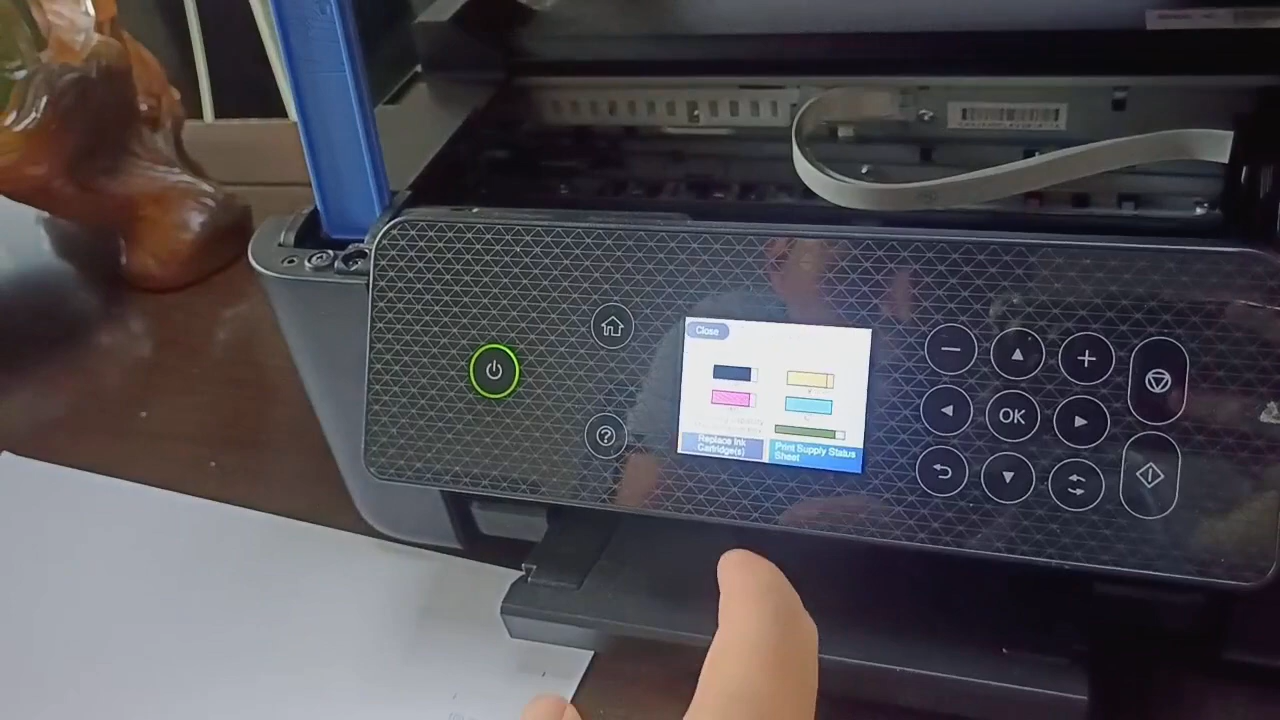 Close
Replace Ink
Cartridge(s)
Print Supply Status
Sheet
OK